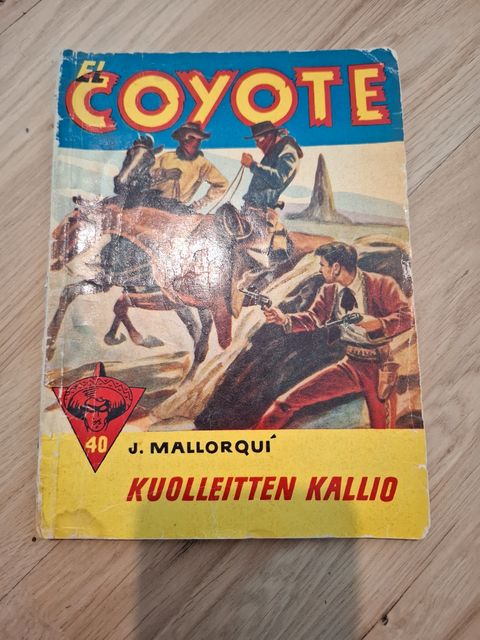 EL
COYOTE
40
J. MALLORQUÍ
KUOLLEITTEN KALLIO